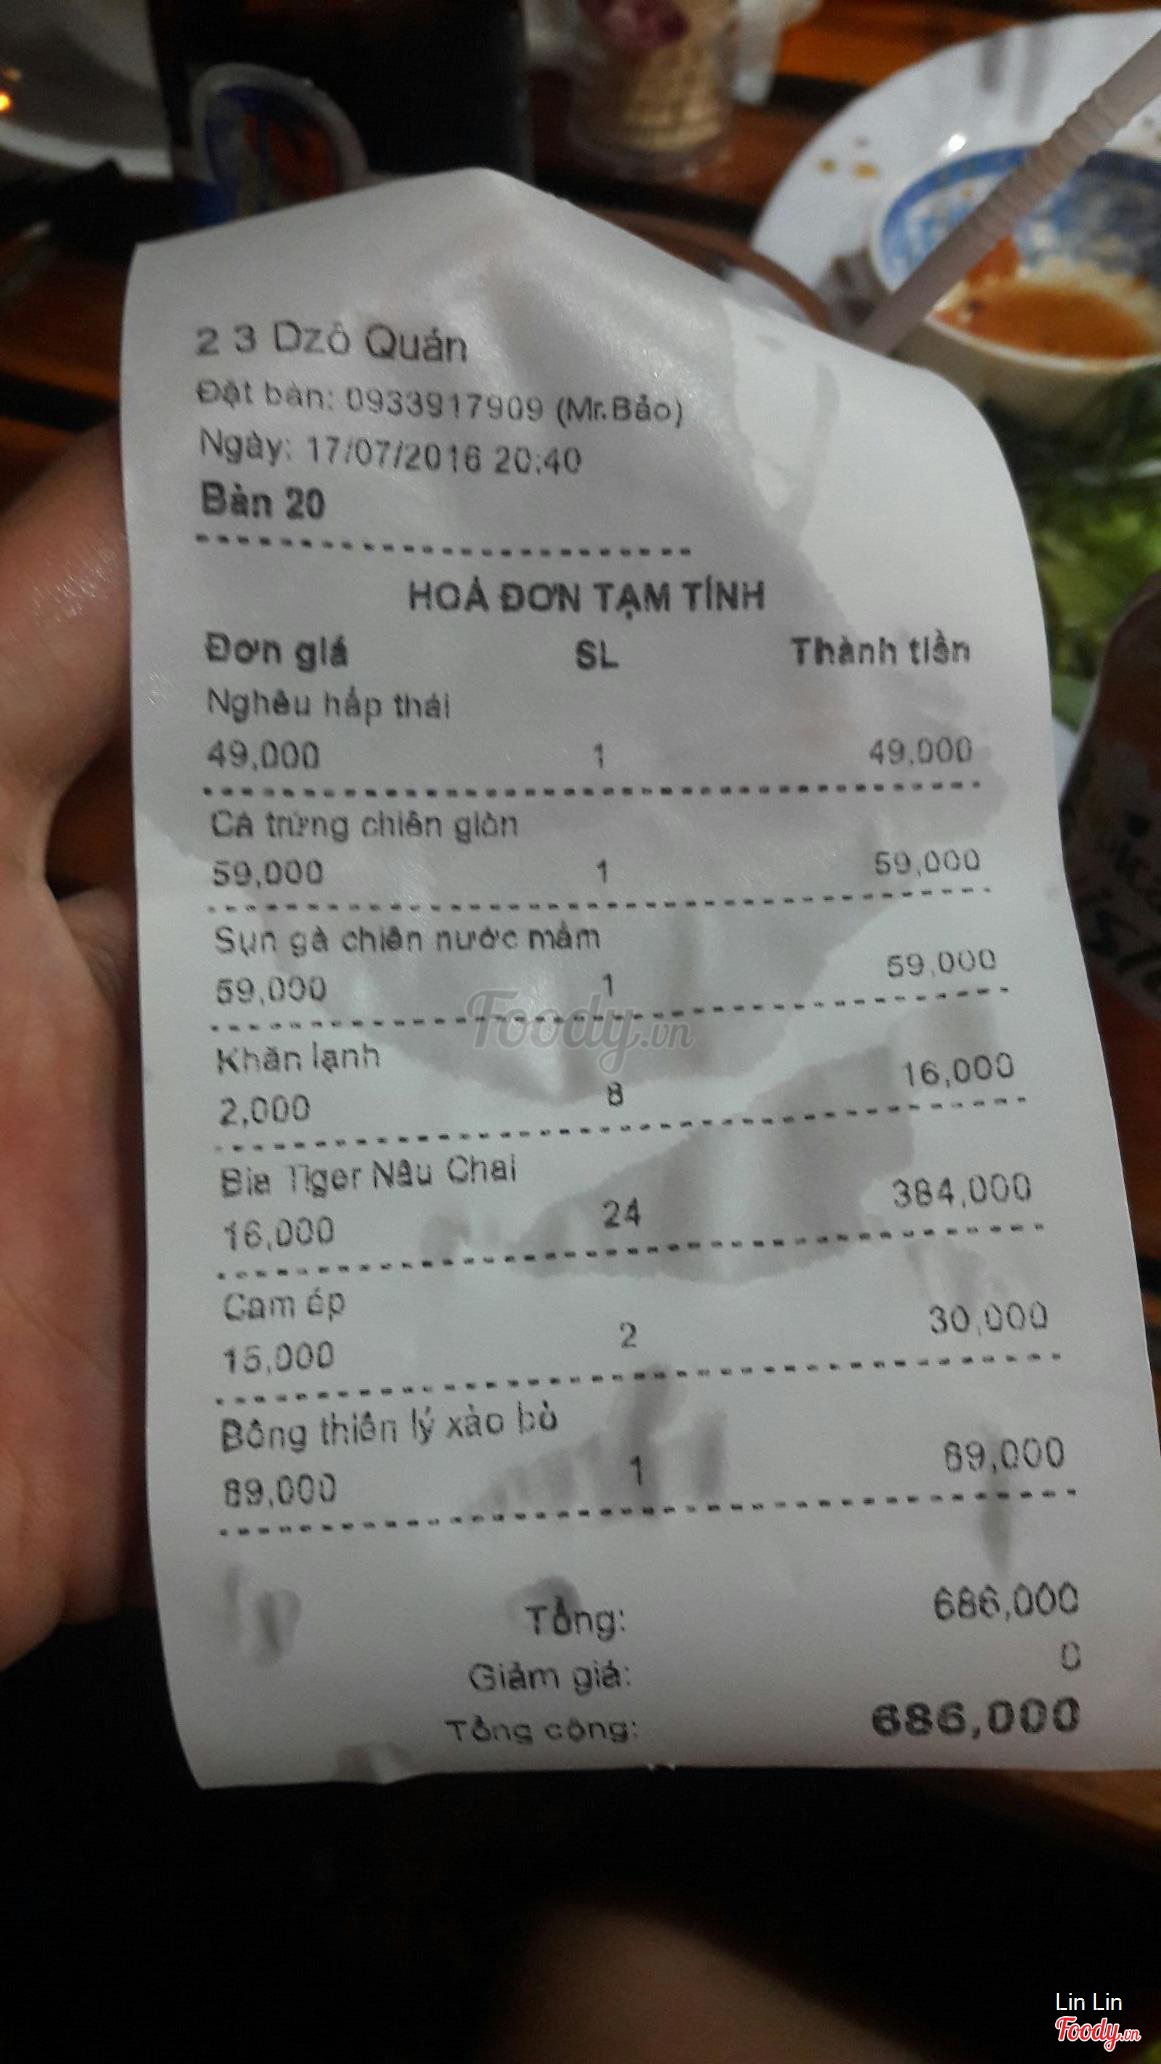 2 3 Dzô Quán
Đặt bàn: 0933917909 (Mr.Bảo)
Ngày: 17/07/2016 20:40
Bàn 20
HOÁ ĐƠN TẠM TÍNH
Đơn giá SL Thành tiền
Nghêu hấp thái
49,000 1 49,000
Cá trứng chiên giòn
59,000 1 59,000
Sụn gà chiên nước mắm
59,000 1 59,000
Khăn lạnh
2,000 8 16,000
Bia Tiger Nâu Chai
16,000 24 384,000
Cam ép
15,000 2 30,000
Bông thiên lý xào bò
89,000 1 89,000
Tổng: 686,000
Giảm giá: 0
Tổng cộng: 686,000
Foody.vn
Lin Lin
Foody.vn